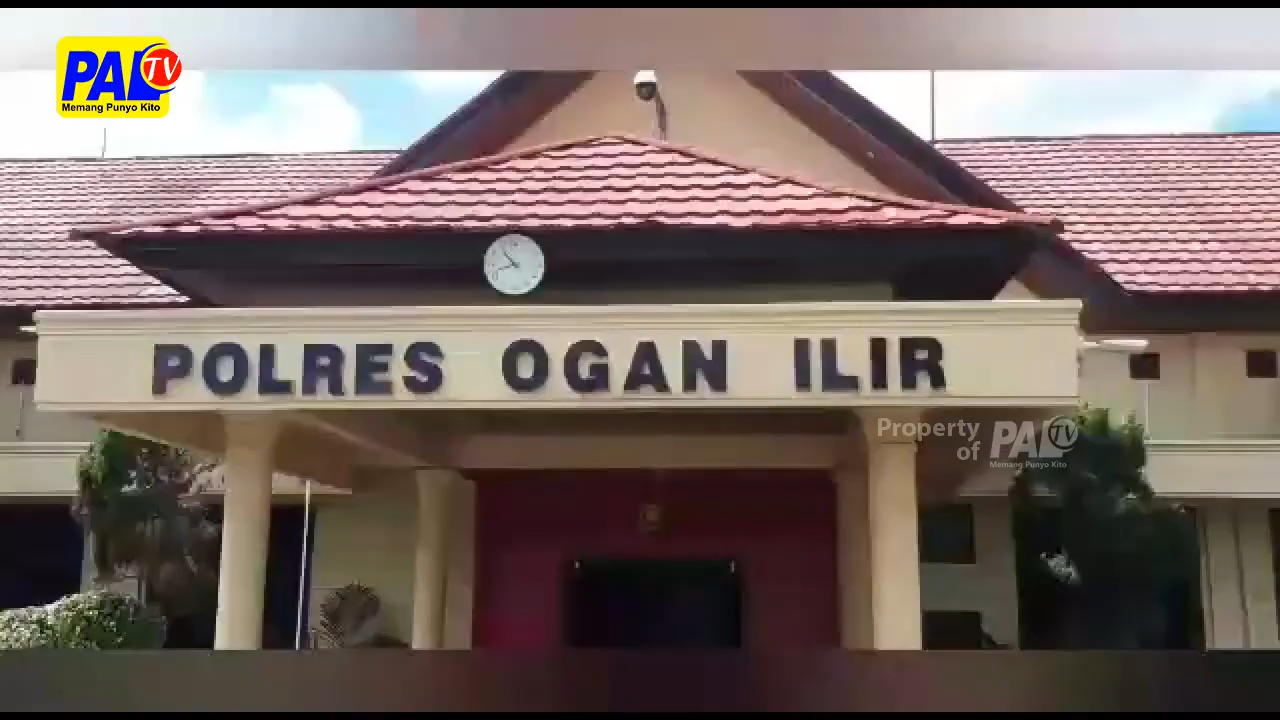 PAL TV
Memang Punyo Kito
POLRES OGAN ILIR
Property
of PAL TV
Memang Punyo Kito